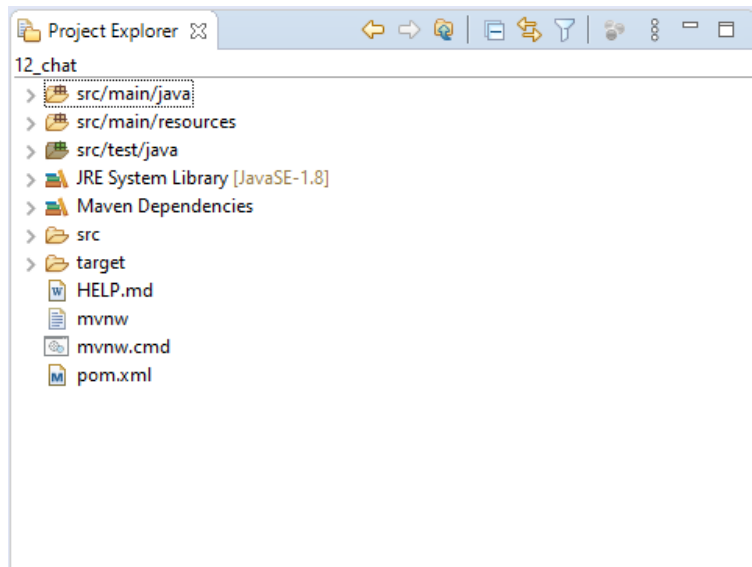 Project Explorer
12_chat
src/main/java
src/main/resources
src/test/java
JRE System Library [JavaSE-1.8]
Maven Dependencies
src
target
HELP.md
mvnw
mvnw.cmd
pom.xml